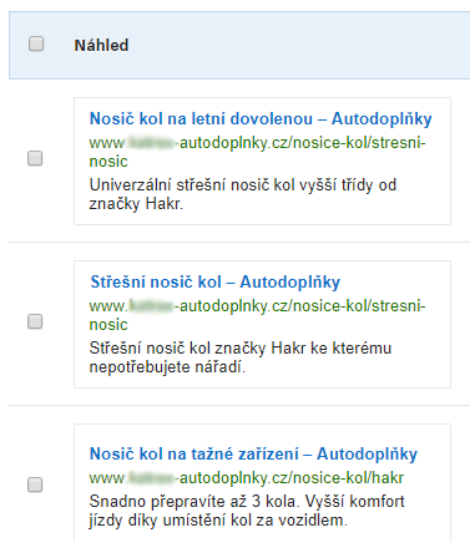 Náhled
Nosič kol na letní dovolenou – Autodoplňky
www. -autodoplnky.cz/nosice-kol/stresni-
nosic
Univerzální střešní nosič kol vyšší třídy od
značky Hakr.
Střešní nosič kol – Autodoplňky
www. -autodoplnky.cz/nosice-kol/stresni-
nosic
Střešní nosič kol značky Hakr ke kterému
nepotřebujete nářadí.
Nosič kol na tažné zařízení – Autodoplňky
www. -autodoplnky.cz/nosice-kol/hakr
Snadno přepravíte až 3 kola. Vyšší komfort
jízdy díky umístění kol za vozidlem.